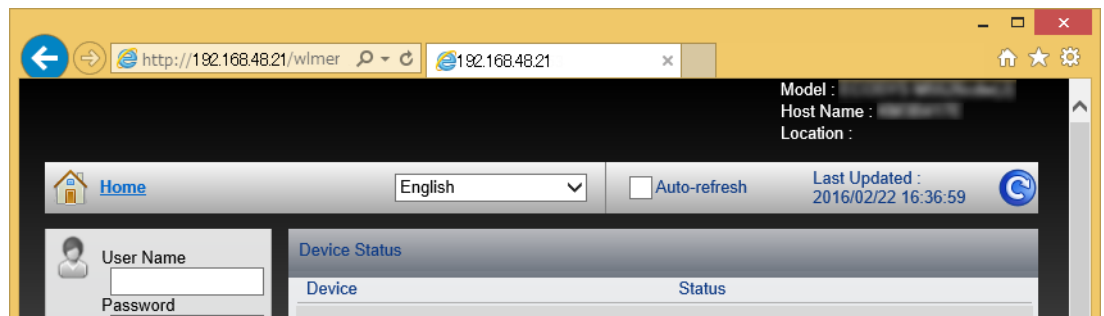 http://192.168.48.21/wlmer
192.168.48.21
Model :
Host Name :
Location :
Home
English
Auto-refresh
Last Updated :
2016/02/22 16:36:59
User Name
Password
Device Status
Device Status